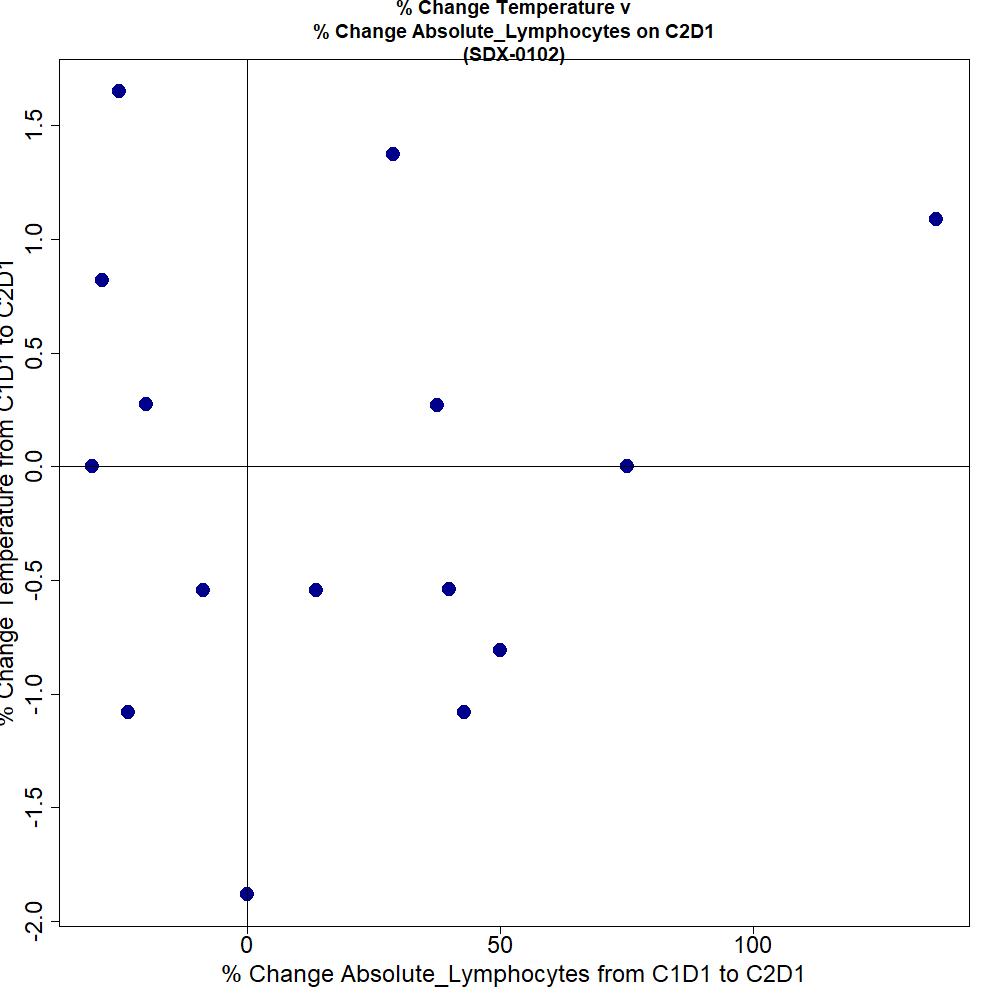 % Change Temperature v
% Change Absolute_Lymphocytes on C2D1
(SDX-0102)
% Change Temperature from C1D1 to C2D1
1.5
1.0
0.5
0.0
-0.5
-1.0
-1.5
-2.0
0
50
100
% Change Absolute_Lymphocytes from C1D1 to C2D1